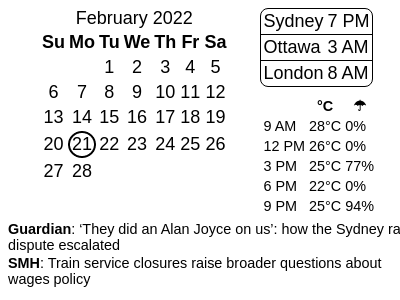 February 2022
Su Mo Tu We Th Fr Sa
1 2 3 4 5
6 7 8 9 10 11 12
13 14 15 16 17 18 19
20 21 22 23 24 25 26
27 28
Sydney 7 PM
Ottawa 3 AM
London 8 AM
°C ☂
9 AM 28°C 0%
12 PM 26°C 0%
3 PM 25°C 77%
6 PM 22°C 0%
9 PM 25°C 94%
Guardian: ‘They did an Alan Joyce on us’: how the Sydney
dispute escalated
SMH: Train service closures raise broader questions about
wages policy